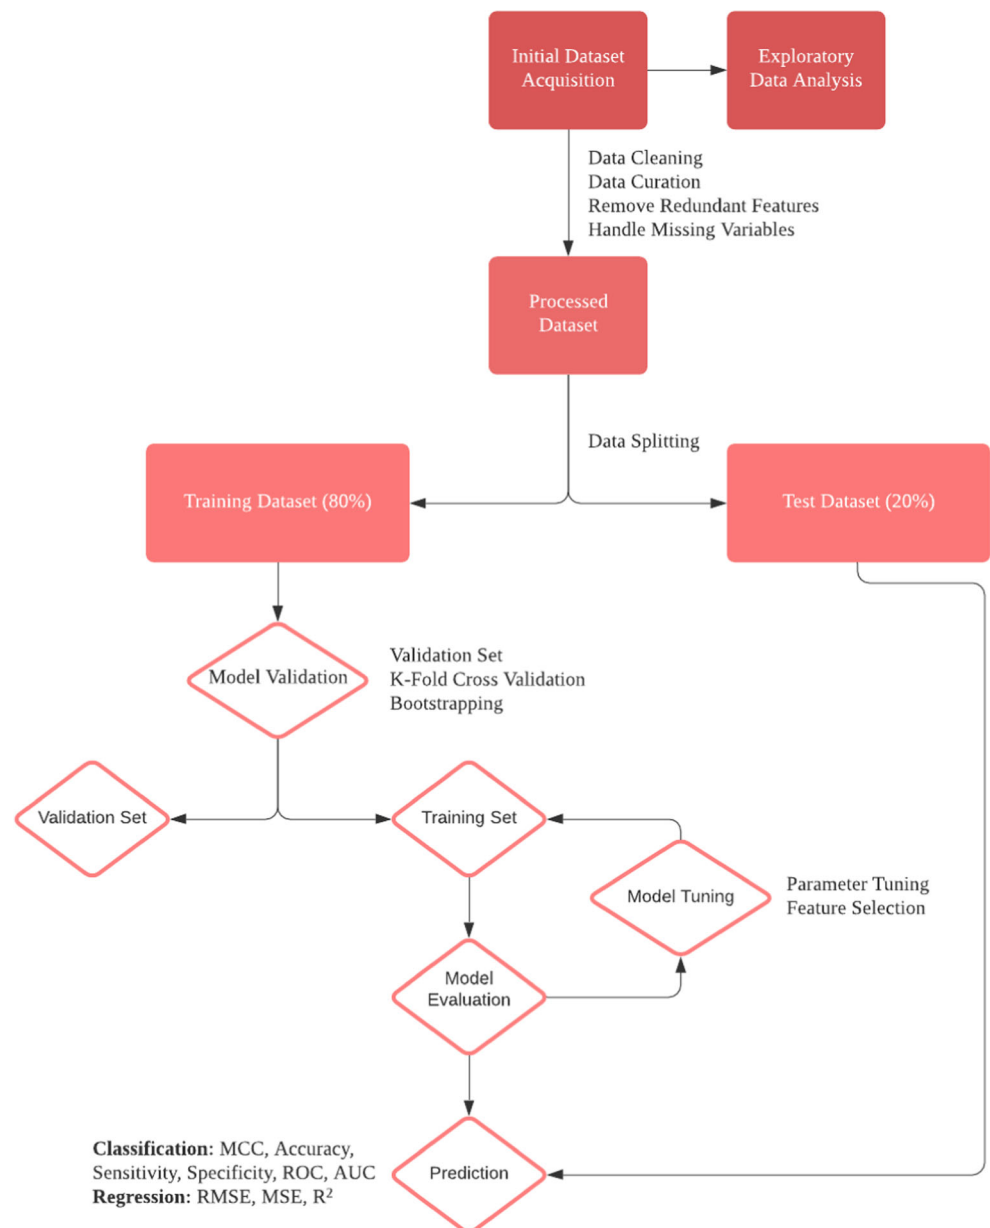 Initial Dataset
Acquisition
Exploratory
Data Analysis
Data Cleaning
Data Curation
Remove Redundant Features
Handle Missing Variables
Processed
Dataset
Data Splitting
Training Dataset (80%)
Test Dataset (20%)
Model Validation
Validation Set
K-Fold Cross Validation
Bootstrapping
Validation Set
Training Set
Model Tuning
Parameter Tuning
Feature Selection
Model
Evaluation
Classification: MCC, Accuracy,
Sensitivity, Specificity, ROC, AUC
Regression: RMSE, MSE, R²
Prediction